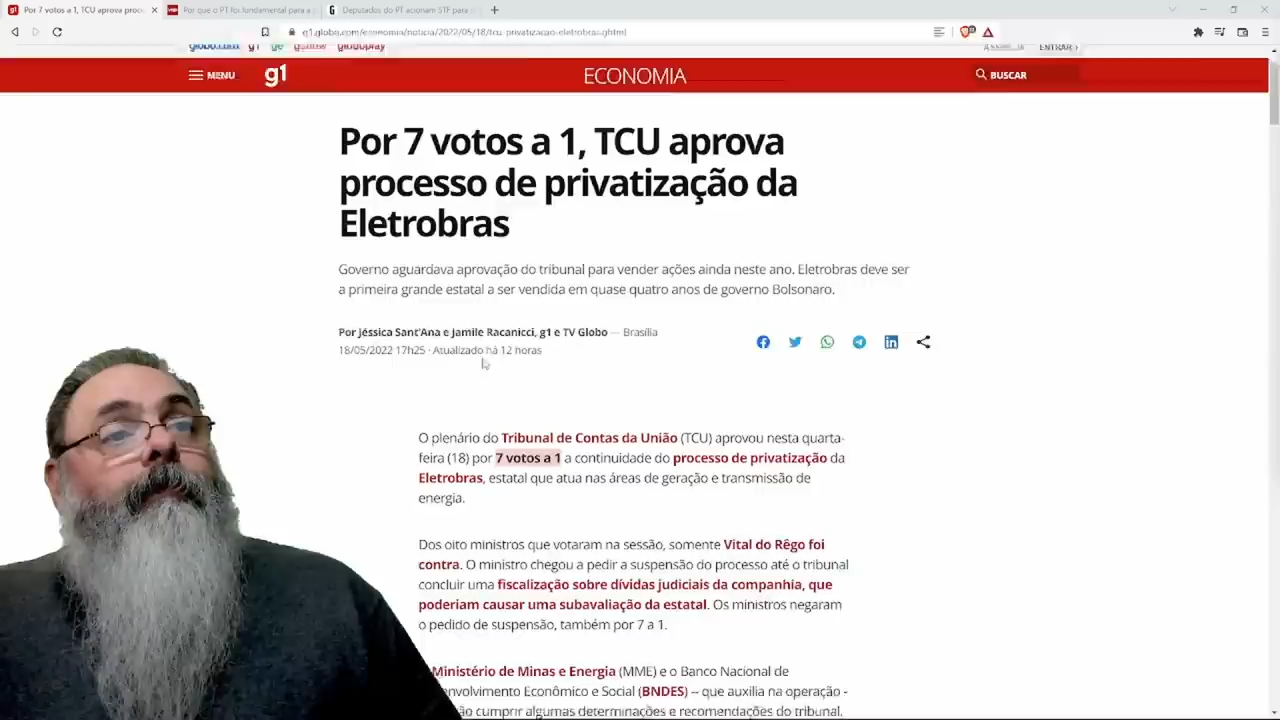 Por 7 votos a 1, TCU aprova proc
Por que o PT foi fundamental para a
Deputados do PT acionam STF para s
g1.globo.com/economia/noticia/2022/05/18/tcu-privatizacao-eletrobras.ghtml
globo.com g1 ge gshow globoplay
ASSINE
ENTRAR ›
MENU
g1
ECONOMIA
BUSCAR
Por 7 votos a 1, TCU aprova
processo de privatização da
Eletrobras
Governo aguardava aprovação do tribunal para vender ações ainda neste ano. Eletrobras deve ser
a primeira grande estatal a ser vendida em quase quatro anos de governo Bolsonaro.
Por Jéssica Sant'Ana e Jamile Racanicci, g1 e TV Globo — Brasília
18/05/2022 17h25 · Atualizado há 12 horas
O plenário do Tribunal de Contas da União (TCU) aprovou nesta quarta-
feira (18) por 7 votos a 1 a continuidade do processo de privatização da
Eletrobras, estatal que atua nas áreas de geração e transmissão de
energia.
Dos oito ministros que votaram na sessão, somente Vital do Rêgo foi
contra. O ministro chegou a pedir a suspensão do processo até o tribunal
concluir uma fiscalização sobre dívidas judiciais da companhia, que
poderiam causar uma subavaliação da estatal. Os ministros negaram
o pedido de suspensão, também por 7 a 1.
Ministério de Minas e Energia (MME) e o Banco Nacional de
envolvimento Econômico e Social (BNDES) – que auxilia na operação -
ão cumprir algumas determinações e recomendações do tribunal.